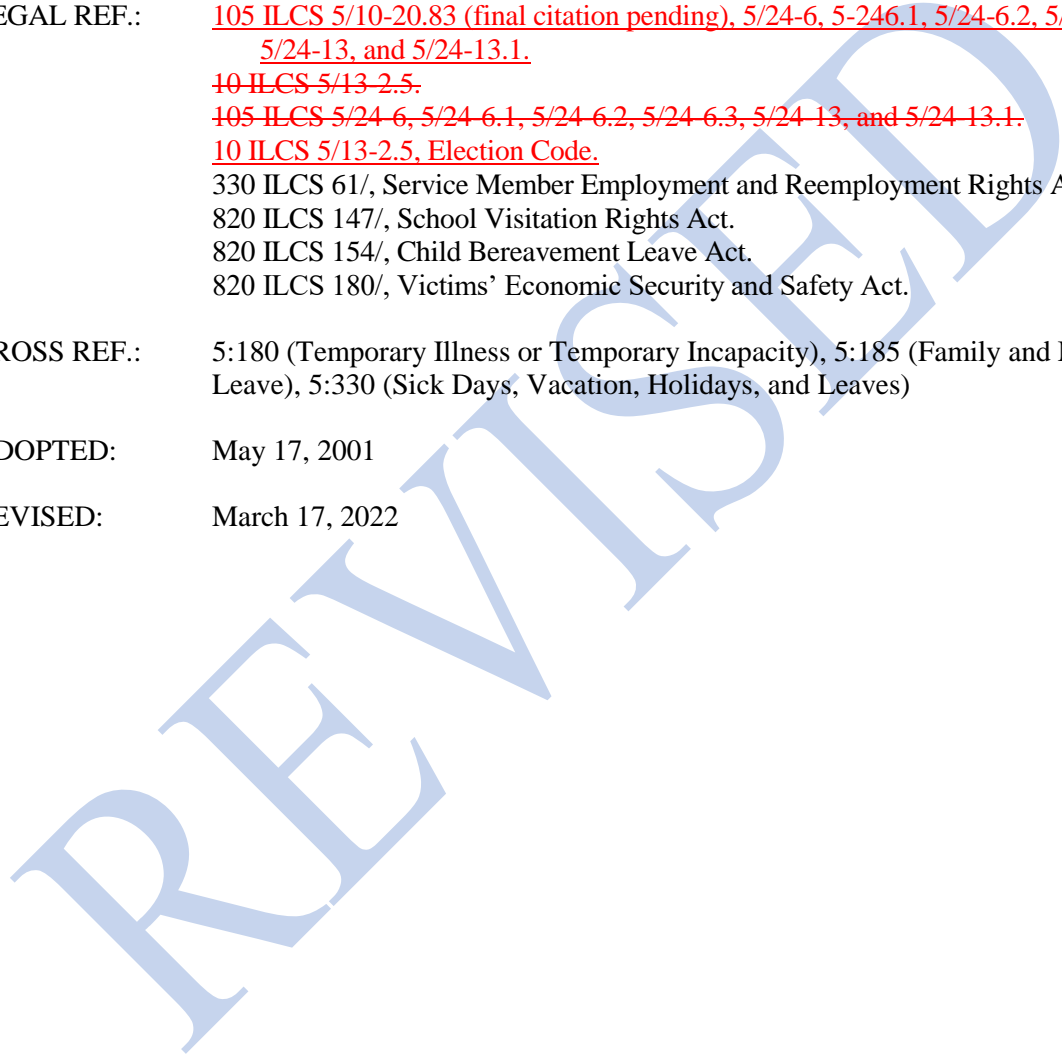 EGAL REF.: 105 ILCS 5/10-20.83 (final citation pending), 5/24-6, 5-246.1, 5/24-6.2, 5/
5/24-13, and 5/24-13.1.
10 ILCS 5/13-2.5.
105 ILCS 5/24-6, 5/24-6.1, 5/24-6.2, 5/24-6.3, 5/24-13, and 5/24-13.1.
10 ILCS 5/13-2.5, Election Code.
330 ILCS 61/, Service Member Employment and Reemployment Rights A
820 ILCS 147/, School Visitation Rights Act.
820 ILCS 154/, Child Bereavement Leave Act.
820 ILCS 180/, Victims’ Economic Security and Safety Act.
ROSS REF.: 5:180 (Temporary Illness or Temporary Incapacity), 5:185 (Family and
Leave), 5:330 (Sick Days, Vacation, Holidays, and Leaves)
DOPTED: May 17, 2001
EVISED: March 17, 2022
REVISED